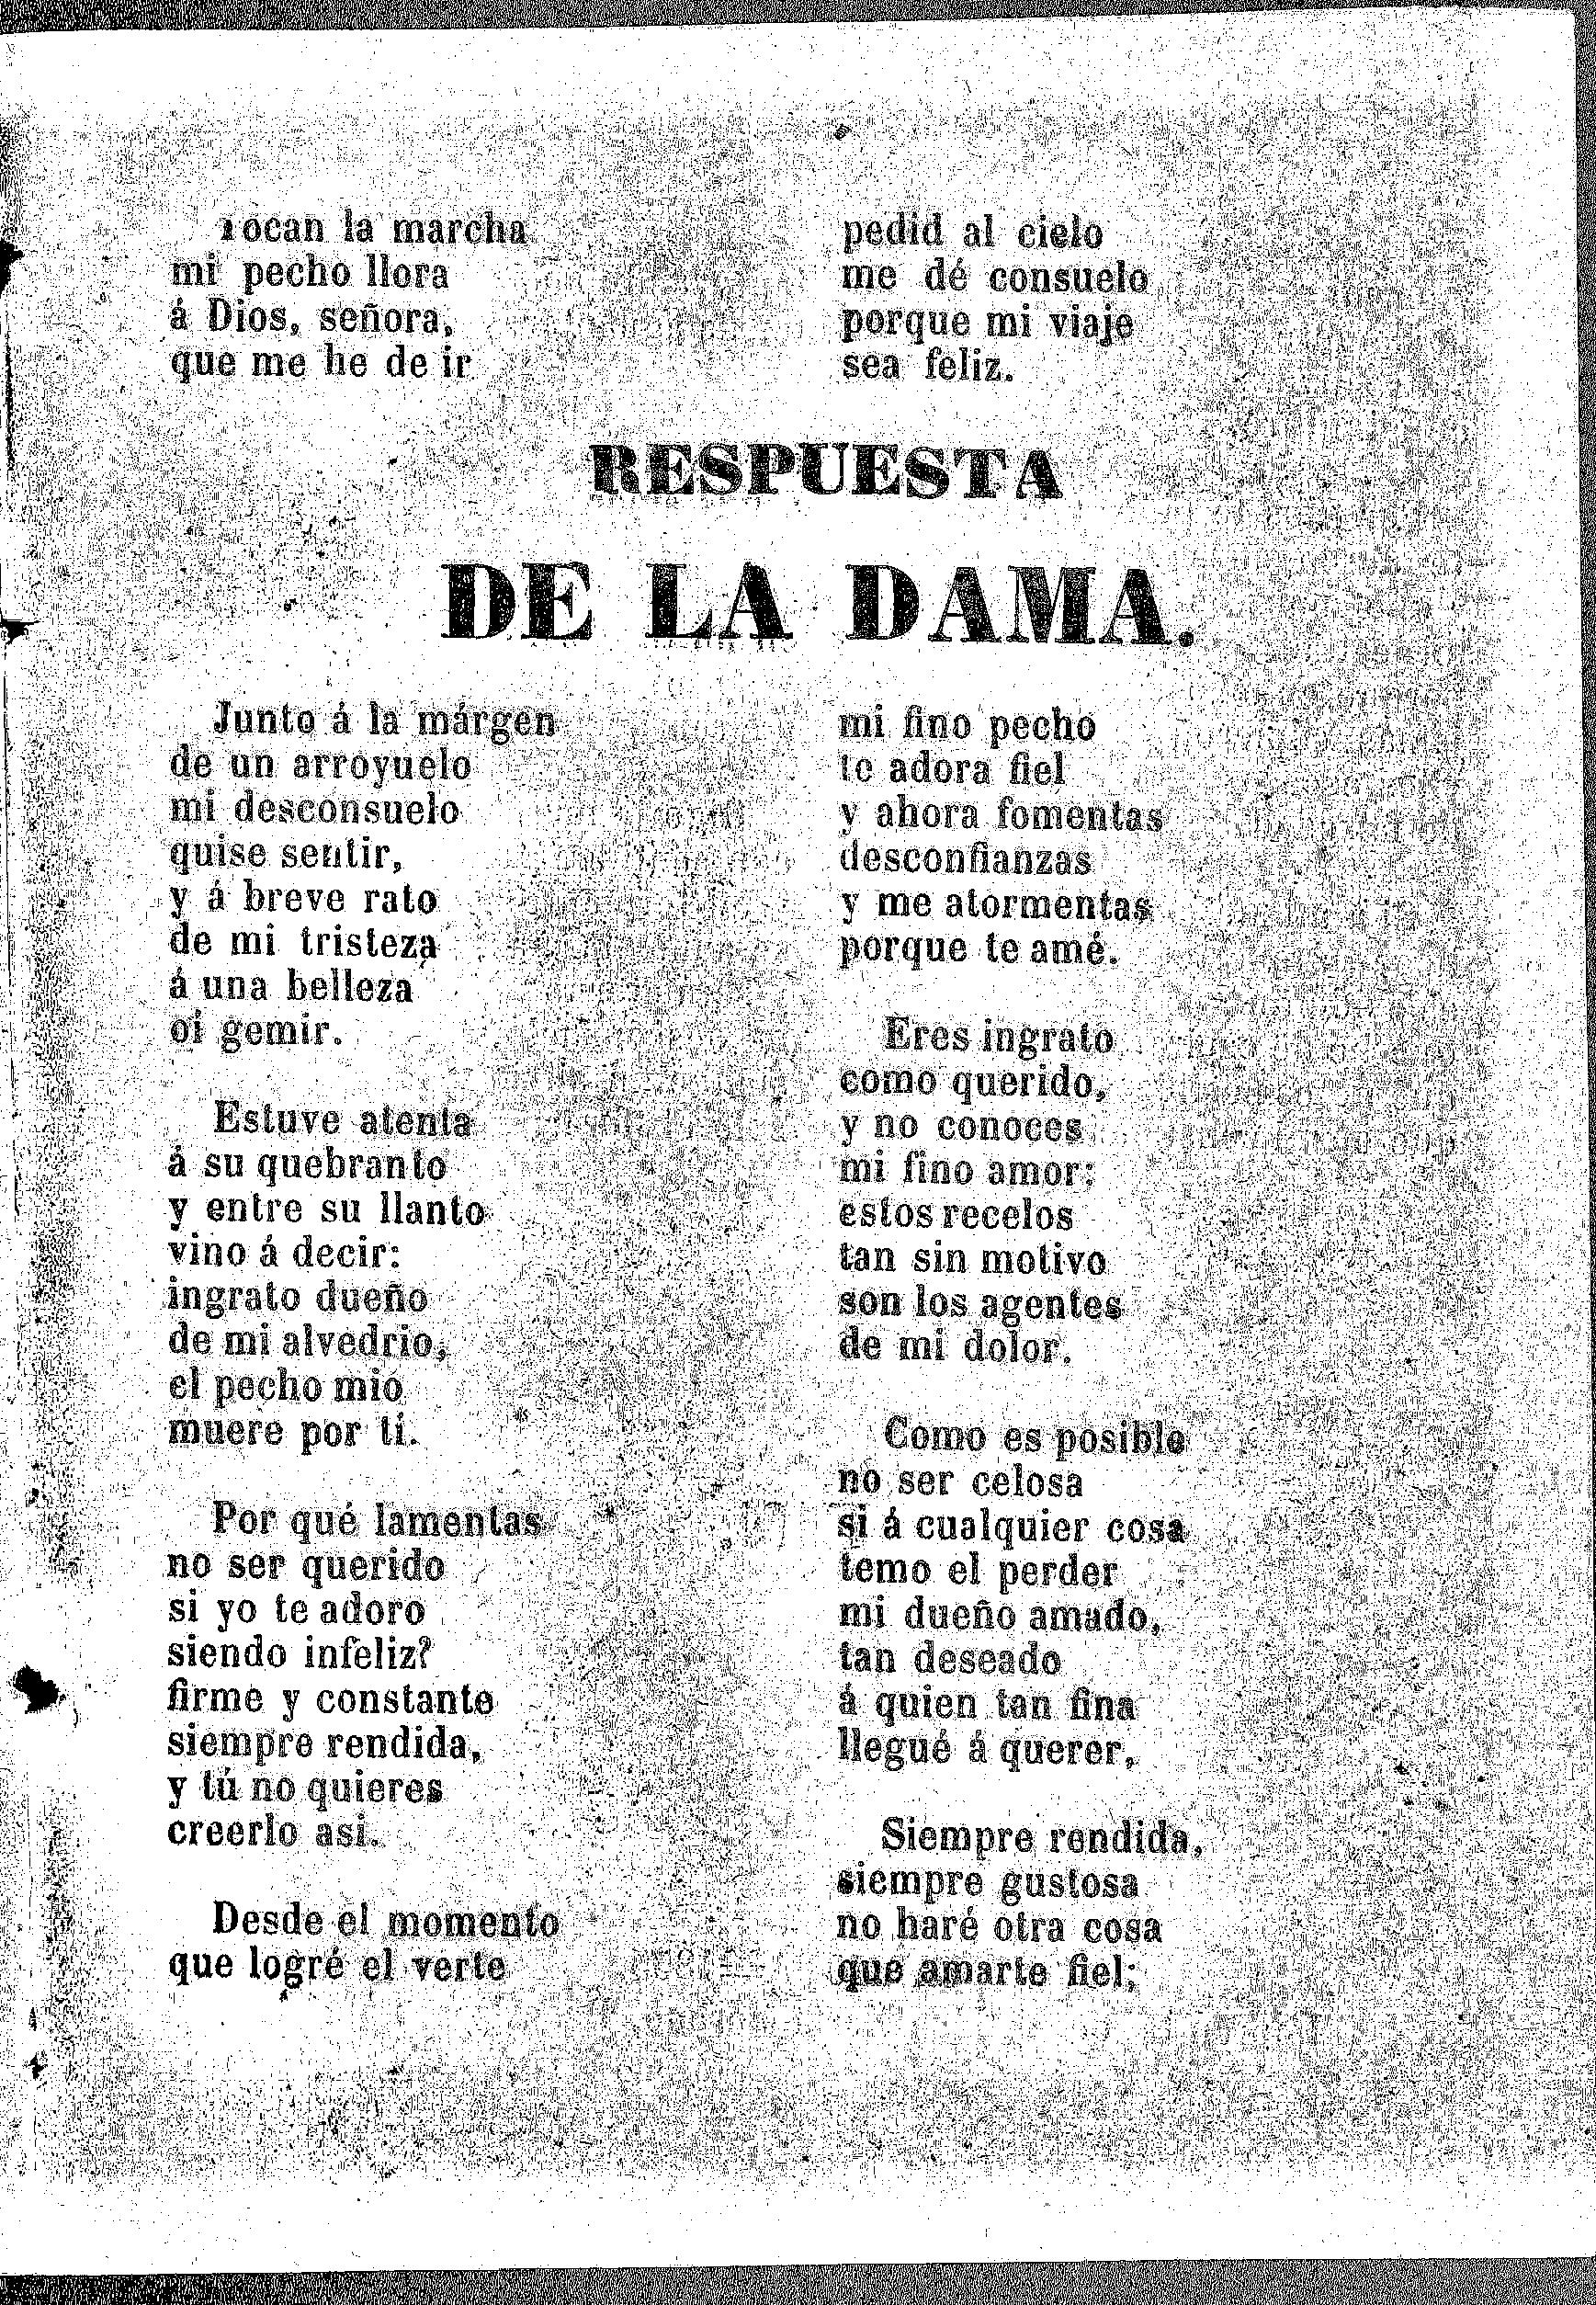 Tocan la marcha
mi pecho llora
á Dios, señora,
que me he de ir
pedid al cielo
me dé consuelo
porque mi viaje
sea feliz.
RESPUESTA
DE LA DAMA.
Junto á la márgen
de un arroyuelo
mi desconsuelo
quise sentir,
y á breve rato
de mi tristeza
á una belleza
oi gemir.
Estuve atenta
á su quebranto
y entre su llanto
vino á decir:
ingrato dueño
de mi alvedrio,
el pecho mio
muere por tí.
Por qué lamentas
no ser querido
si yo te adoro
siendo infeliz?
firme y constante
siempre rendida,
y tú no quieres
creerlo asi.
Desde el momento
que logré el verte
mi fino pecho
te adora fiel
y ahora fomentas
desconfianzas
y me atormentas
porque te amé.
Eres ingrato
como querido,
y no conoces
mi fino amor:
estos recelos
tan sin motivo
son los agentes
de mi dolor.
Como es posible
no ser celosa
si á cualquier cosa
temo el perder
mi dueño amado,
tan deseado
á quien tan fina
llegué á querer,
Siempre rendida,
siempre gustosa
no haré otra cosa
que amarte fiel;